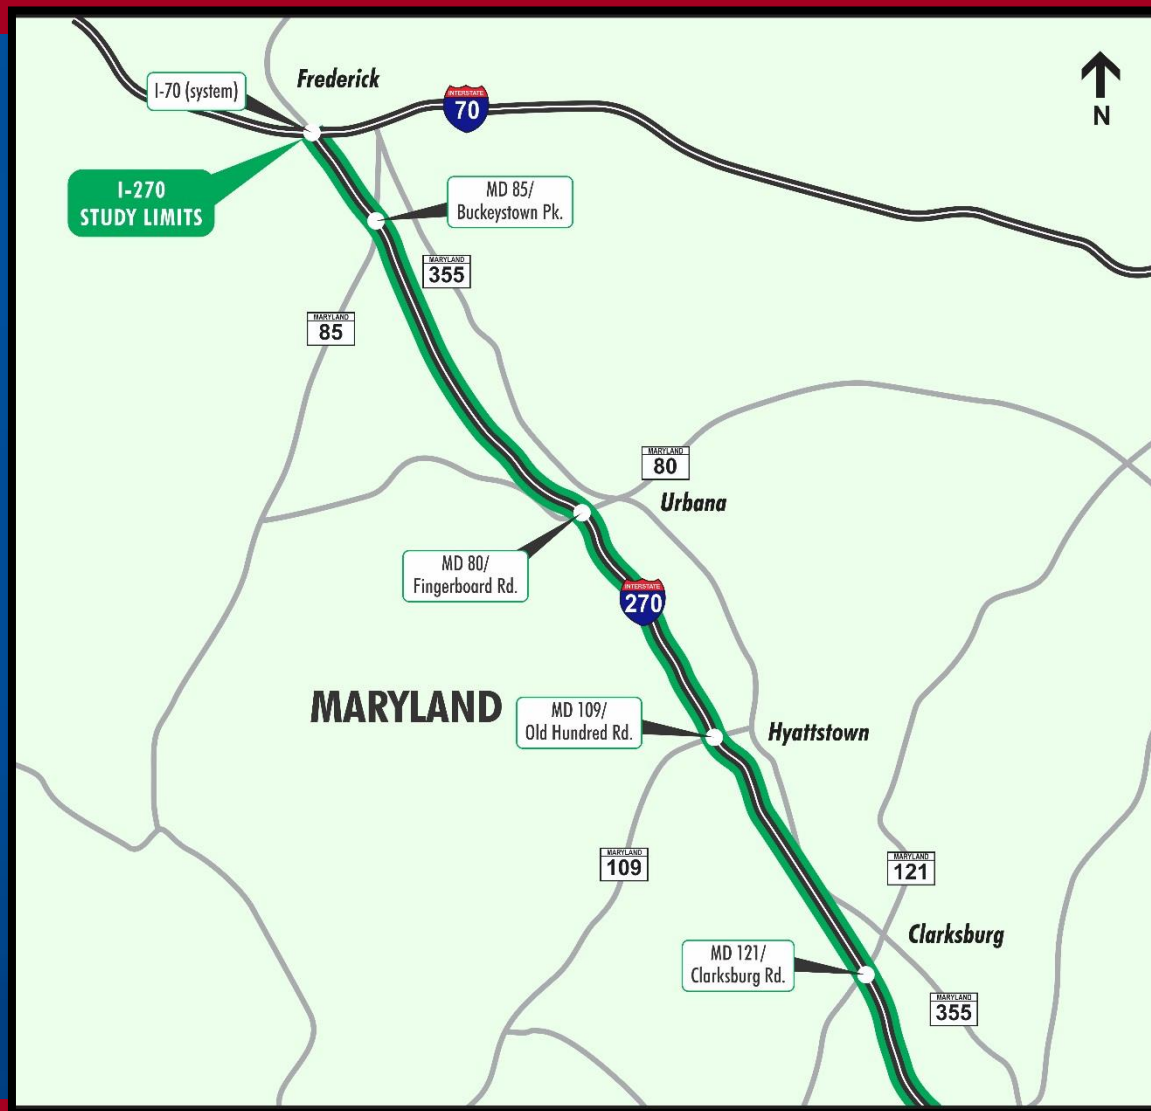 Frederick
I-70 (system)
INTERSTATE
70
N
I-270
STUDY LIMITS
MD 85/
Buckeystown Pk.
MARYLAND
355
MARYLAND
85
MARYLAND
80
Urbana
MD 80/
Fingerboard Rd.
INTERSTATE
270
MARYLAND
MD 109/
Old Hundred Rd.
Hyattstown
MARYLAND
109
MARYLAND
121
Clarksburg
MD 121/
Clarksburg Rd.
MARYLAND
355